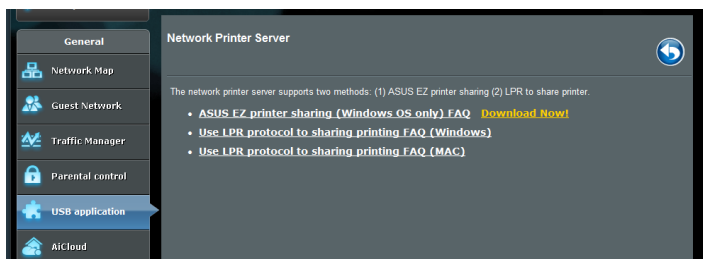 General
Network Map
Guest Network
Traffic Manager
Parental control
USB application
AiCloud
Network Printer Server
The network printer server supports two methods: (1) ASUS EZ printer sharing (2) LPR to share printer.
ASUS EZ printer sharing (Windows OS only) FAQ Download Now!
Use LPR protocol to sharing printing FAQ (Windows)
Use LPR protocol to sharing printing FAQ (MAC)